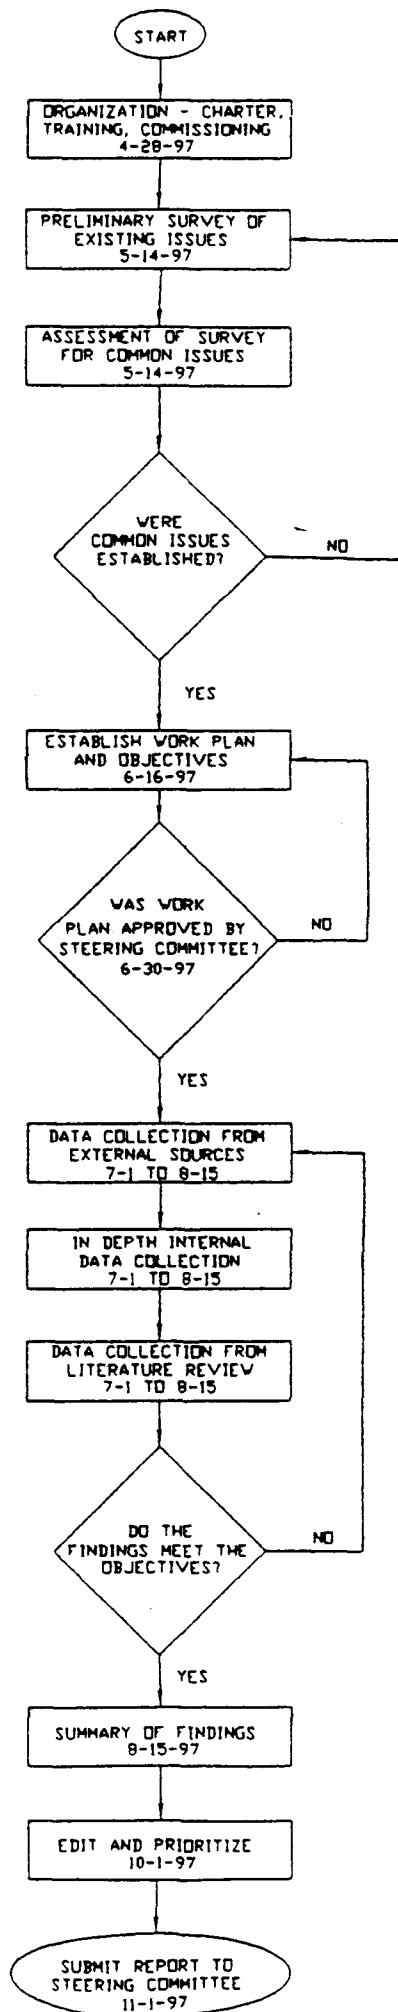 START
ORGANIZATION - CHARTER,
TRAINING, COMMISSIONING
4-28-97
PRELIMINARY SURVEY OF
EXISTING ISSUES
5-14-97
ASSESSMENT OF SURVEY
FOR COMMON ISSUES
5-14-97
WERE
COMMON ISSUES
ESTABLISHED?
NO
YES
ESTABLISH WORK PLAN
AND OBJECTIVES
6-16-97
WAS WORK
PLAN APPROVED BY
STEERING COMMITTEE?
6-30-97
NO
YES
DATA COLLECTION FROM
EXTERNAL SOURCES
7-1 TO 8-15
IN DEPTH INTERNAL
DATA COLLECTION
7-1 TO 8-15
DATA COLLECTION FROM
LITERATURE REVIEW
7-1 TO 8-15
DO THE
FINDINGS MEET THE
OBJECTIVES?
NO
YES
SUMMARY OF FINDINGS
8-15-97
EDIT AND PRIORITIZE
10-1-97
SUBMIT REPORT TO
STEERING COMMITTEE
11-1-97